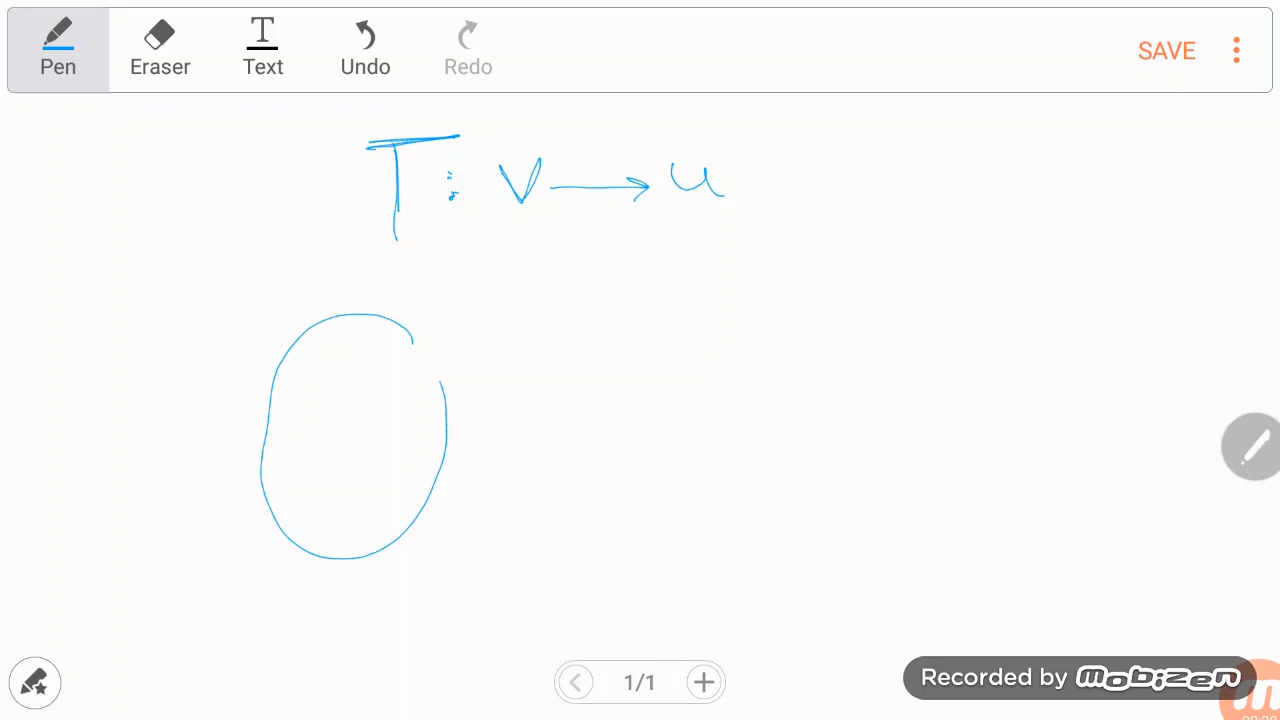 Pen Eraser Text Undo Redo SAVE
T : V → U
1/1
Recorded by MOBIZEN